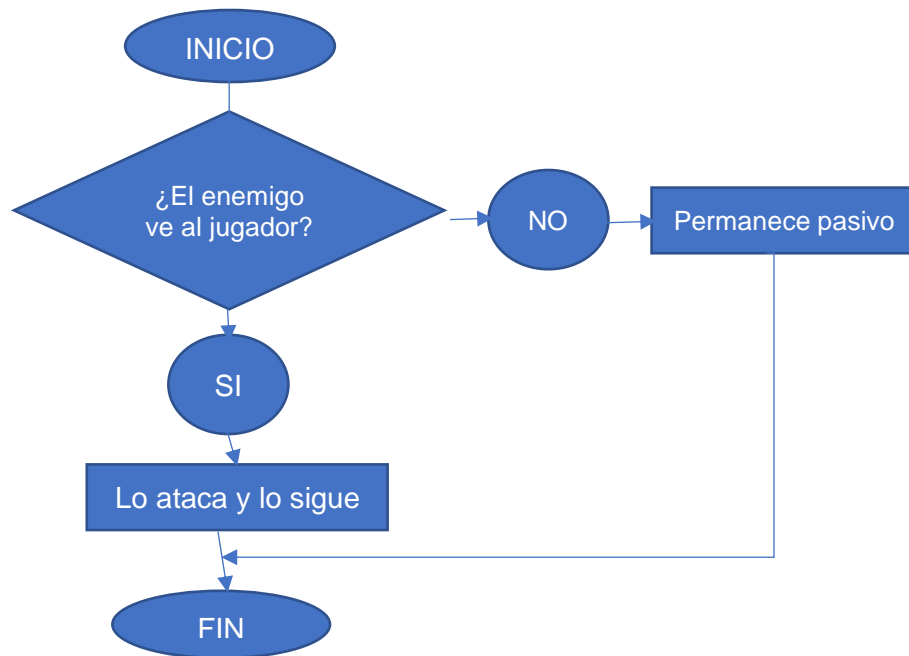 INICIO
¿El enemigo
ve al jugador?
NO
Permanece pasivo
SI
Lo ataca y lo sigue
FIN